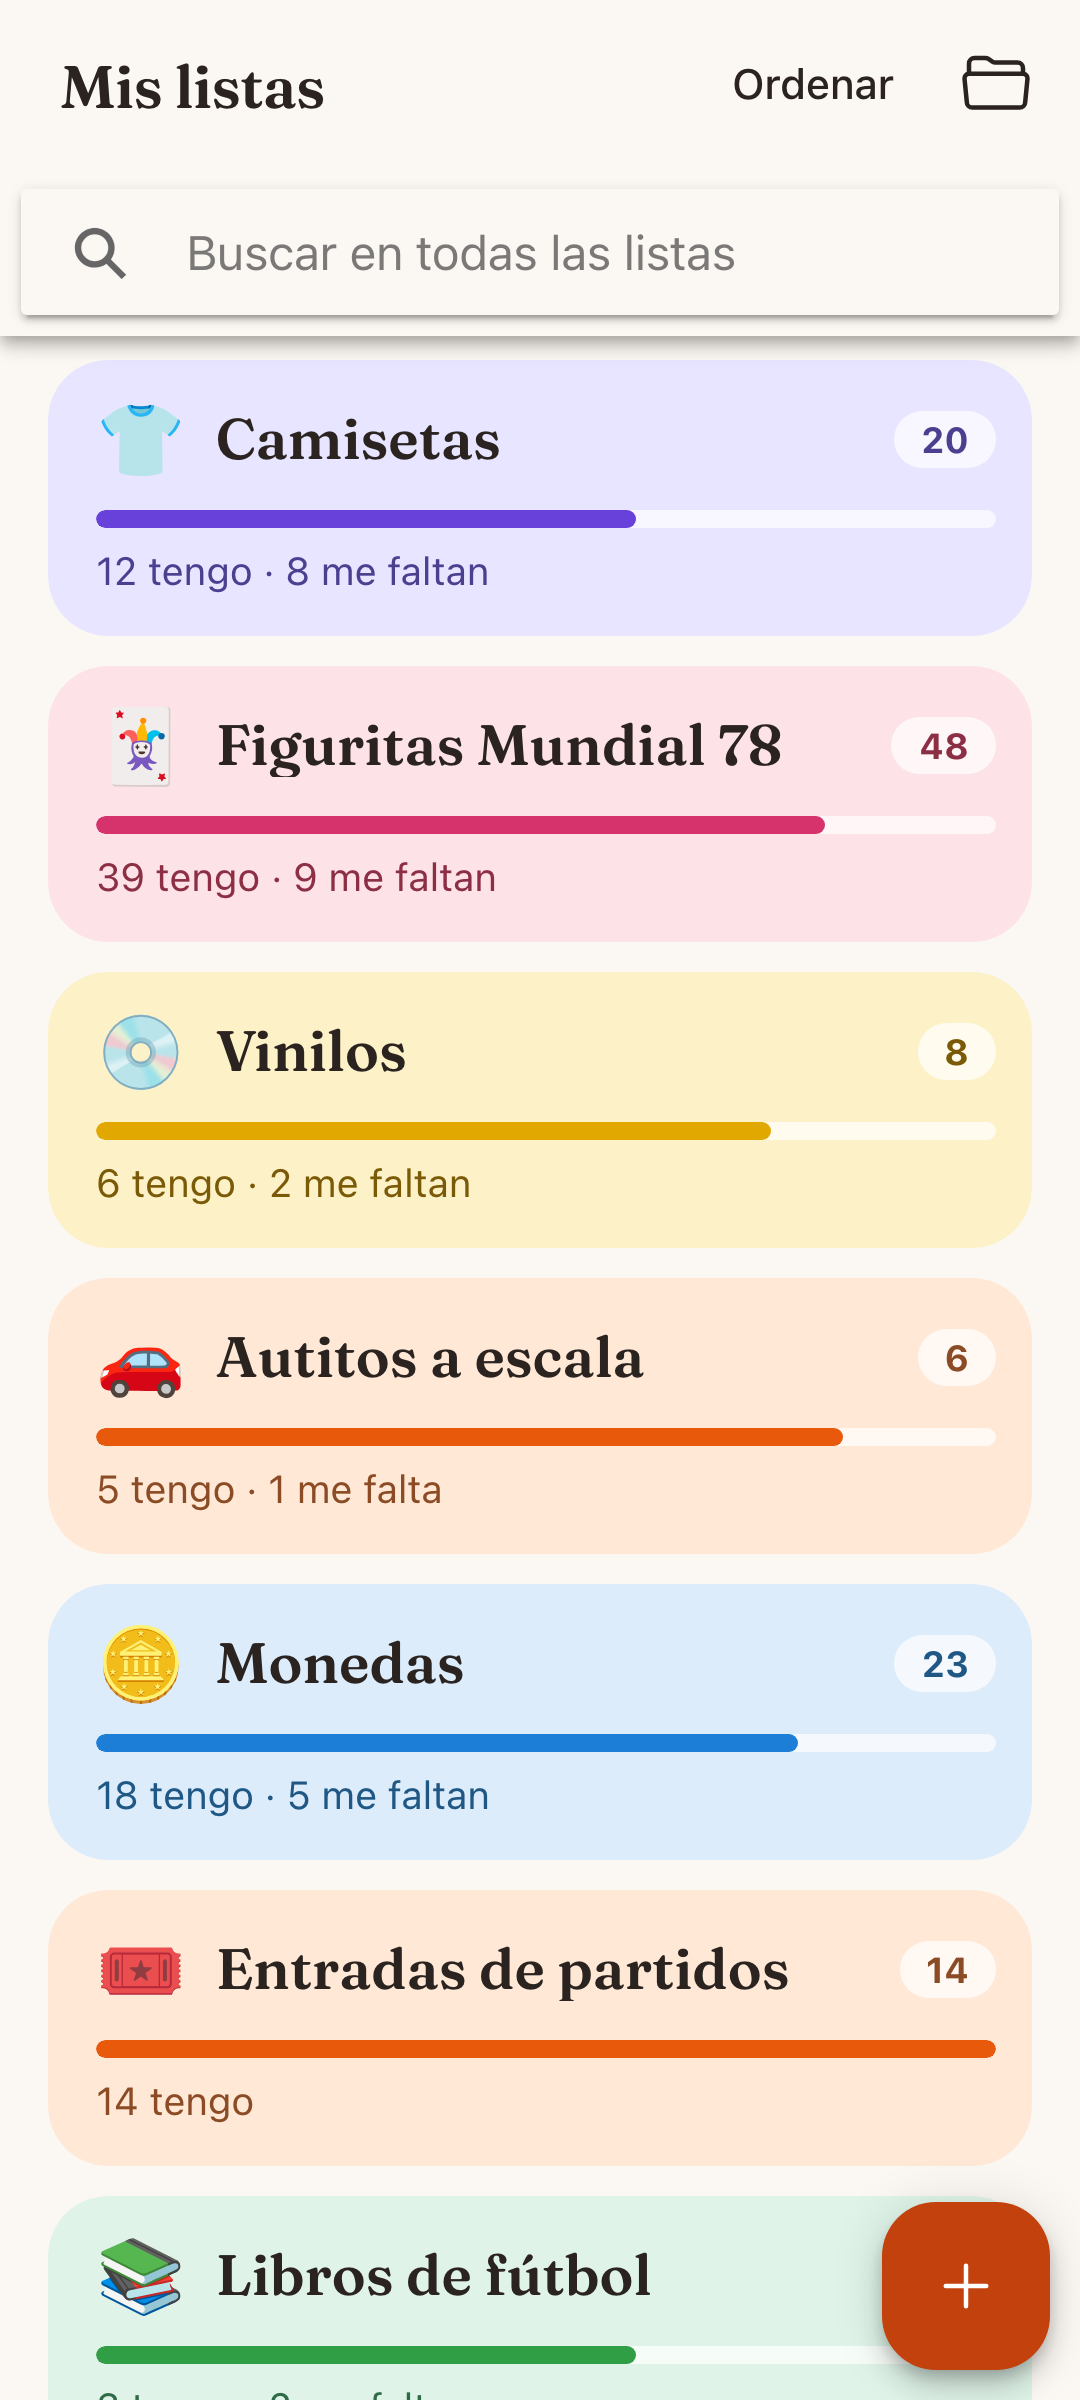 Mis listas
Ordenar
Buscar en todas las listas
Camisetas
20
12 tengo · 8 me faltan
Figuritas Mundial 78
48
39 tengo · 9 me faltan
Vinilos
8
6 tengo · 2 me faltan
Autitos a escala
6
5 tengo · 1 me falta
Monedas
23
18 tengo · 5 me faltan
Entradas de partidos
14
14 tengo
Libros de fútbol